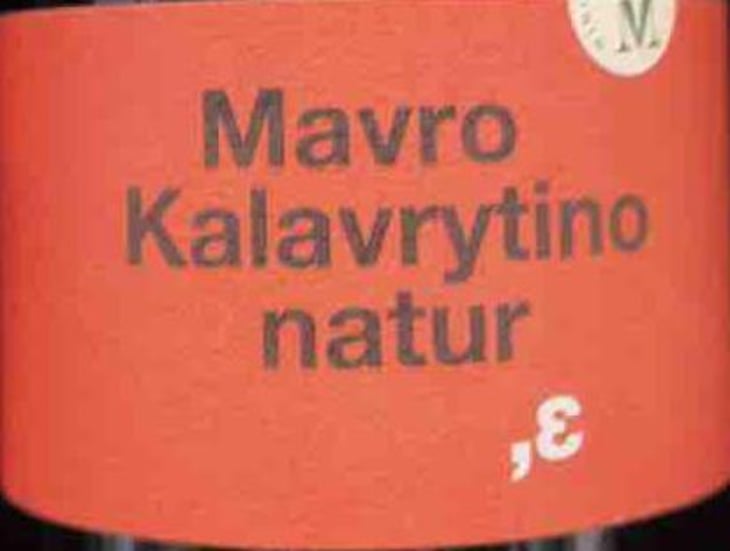 M
Mavro
Kalavrytino
natur
,ε